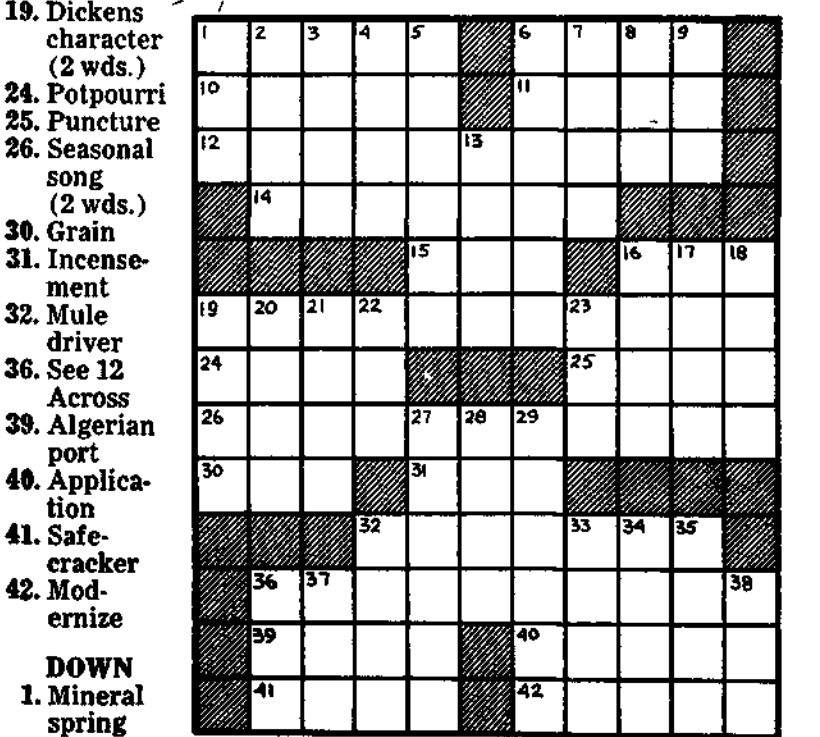 19. Dickens
character
(2 wds.)
24. Potpourri
25. Puncture
26. Seasonal
song
(2 wds.)
30. Grain
31. Incense-
ment
32. Mule
driver
36. See 12
Across
39. Algerian
port
40. Applica-
tion
41. Safe-
cracker
42. Mod-
ernize
DOWN
1. Mineral
spring
1 2 3 4 5 6 7 8 9
10 11
12 13
14
15 16 17 18
19 20 21 22 23
24 25
26 27 28 29
30 31
32 33 34 35
36 37 38
39 40
41 42